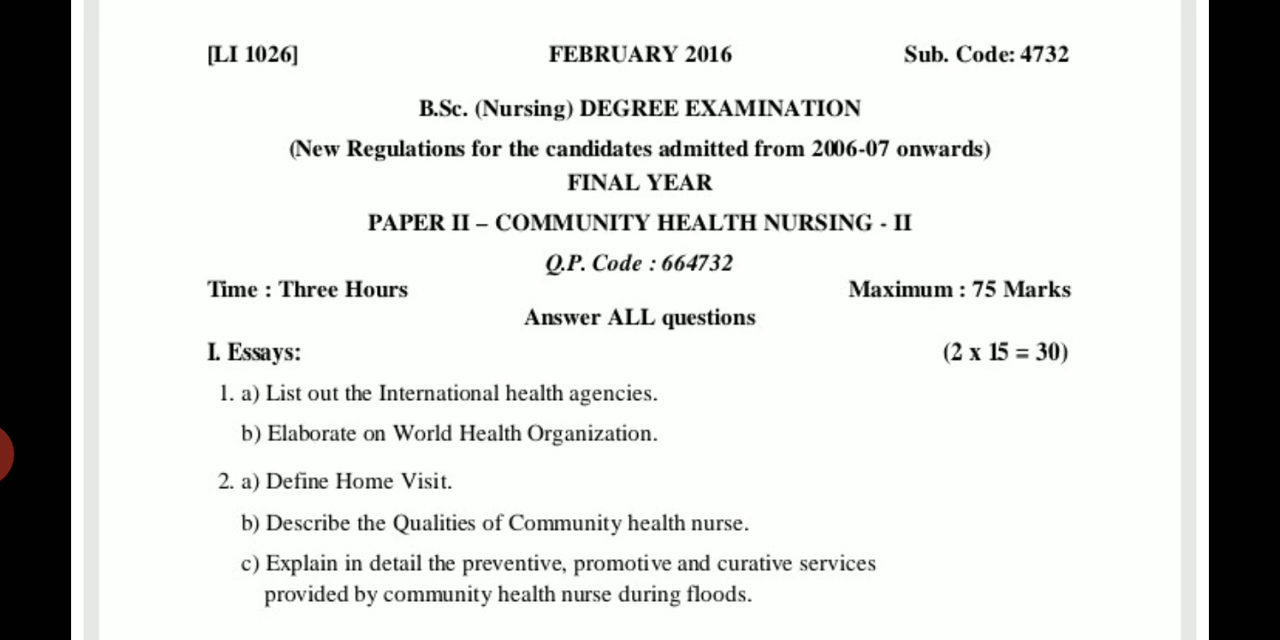 [LI 1026] FEBRUARY 2016 Sub. Code: 4732
B.Sc. (Nursing) DEGREE EXAMINATION
(New Regulations for the candidates admitted from 2006-07 onwards)
FINAL YEAR
PAPER II – COMMUNITY HEALTH NURSING - II
Q.P. Code : 664732
Time : Three Hours Maximum : 75 Marks
Answer ALL questions
I. Essays: (2 x 15 = 30)
1. a) List out the International health agencies.
b) Elaborate on World Health Organization.
2. a) Define Home Visit.
b) Describe the Qualities of Community health nurse.
c) Explain in detail the preventive, promotive and curative services
provided by community health nurse during floods.